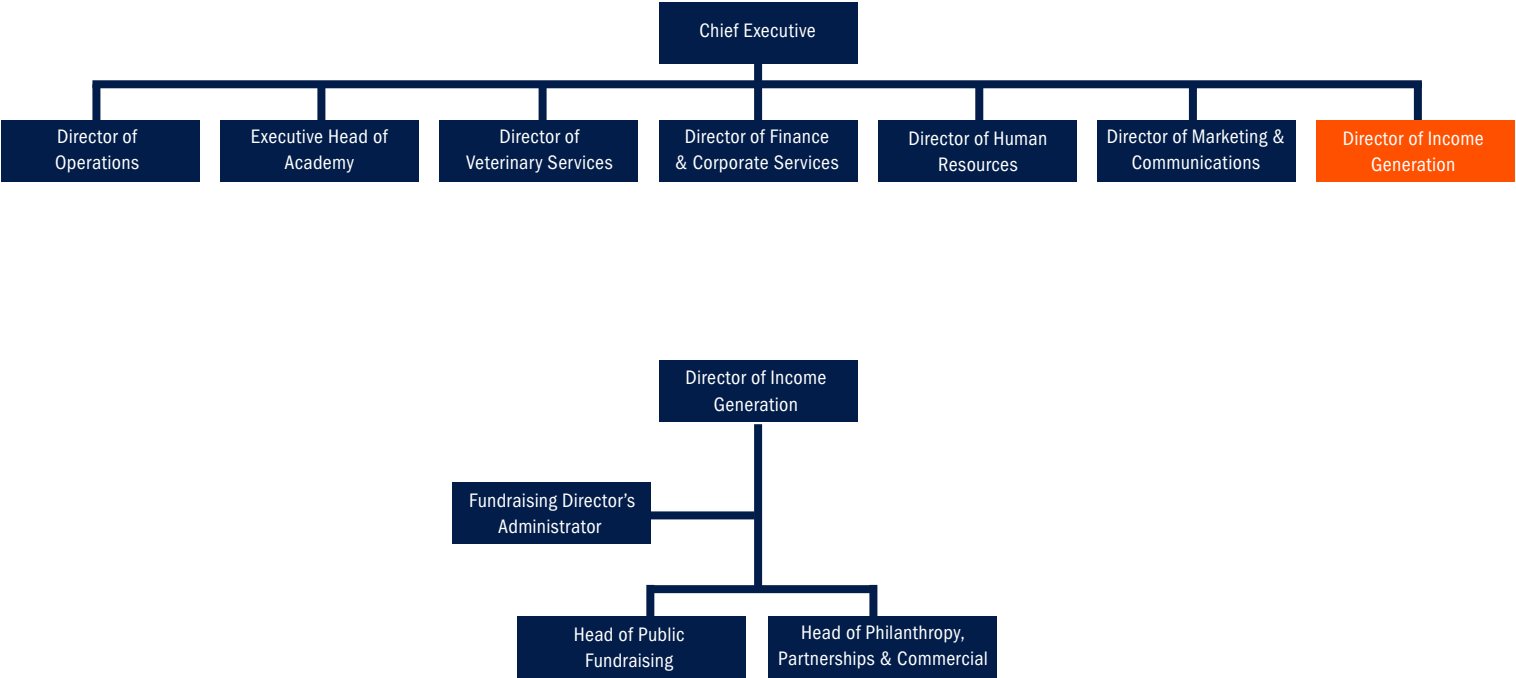 Chief Executive
Director of
Operations
Executive Head of
Academy
Director of
Veterinary Services
Director of Finance
& Corporate Services
Director of Human
Resources
Director of Marketing &
Communications
Director of Income
Generation
Director of Income
Generation
Fundraising Director’s
Administrator
Head of Public
Fundraising
Head of Philanthropy,
Partnerships & Commercial